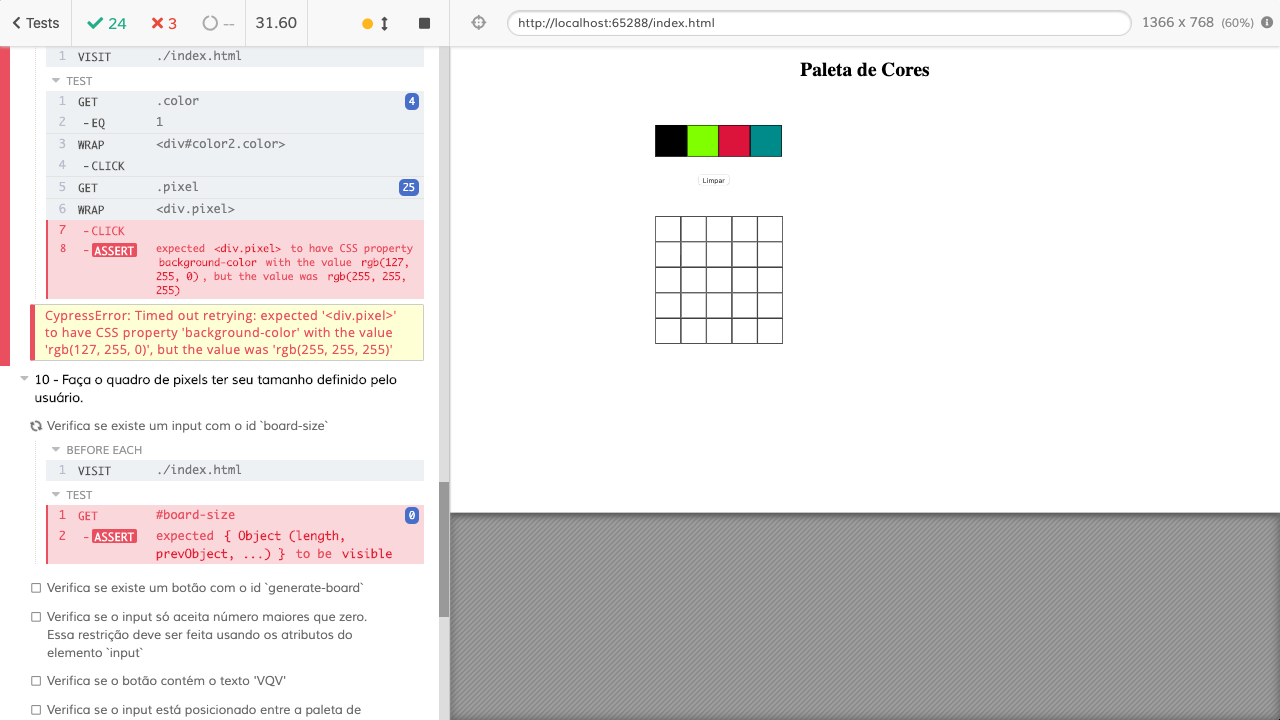 Tests 24 3 -- 31.60 http://localhost:65288/index.html 1366 x 768 (60%)
1 VISIT ./index.html
TEST
1 GET .color 4
2 - EQ 1
3 WRAP <div#color2.color>
4 - CLICK
5 GET .pixel 25
6 WRAP <div.pixel>
7 - CLICK
8 - ASSERT expected <div.pixel> to have CSS property
background-color with the value rgb(127,
255, 0) , but the value was rgb(255, 255,
255)
CypressError: Timed out retrying: expected '<div.pixel>'
to have CSS property 'background-color' with the value
'rgb(127, 255, 0)', but the value was 'rgb(255, 255, 255)'
10 - Faça o quadro de pixels ter seu tamanho definido pelo
usuário.
Verifica se existe um input com o id `board-size`
BEFORE EACH
1 VISIT ./index.html
TEST
1 GET #board-size 0
2 - ASSERT expected { Object (length,
prevObject, ...) } to be visible
Verifica se existe um botão com o id `generate-board`
Verifica se o input só aceita número maiores que zero.
Essa restrição deve ser feita usando os atributos do
elemento `input`
Verifica se o botão contém o texto 'VQV'
Verifica se o input está posicionado entre a paleta de
Paleta de Cores
Limpar